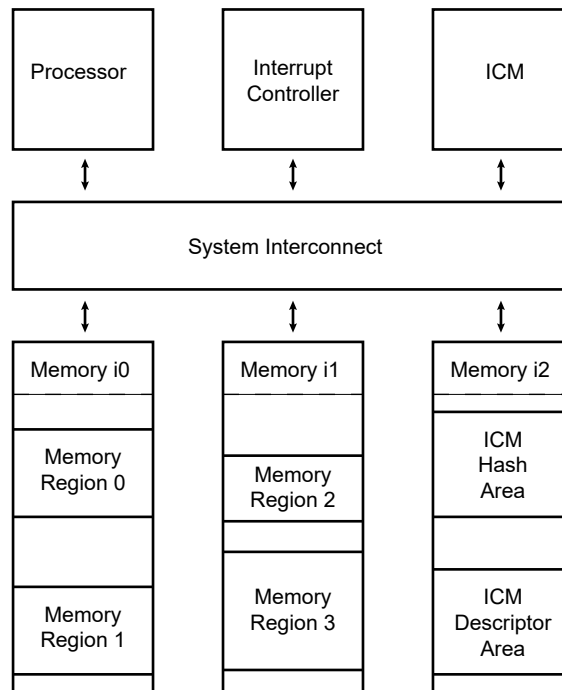 Processor
Interrupt
Controller
ICM
System Interconnect
Memory i0
Memory i1
Memory i2
Memory
Region 0
Memory
Region 1
Memory
Region 2
Memory
Region 3
ICM
Hash
Area
ICM
Descriptor
Area